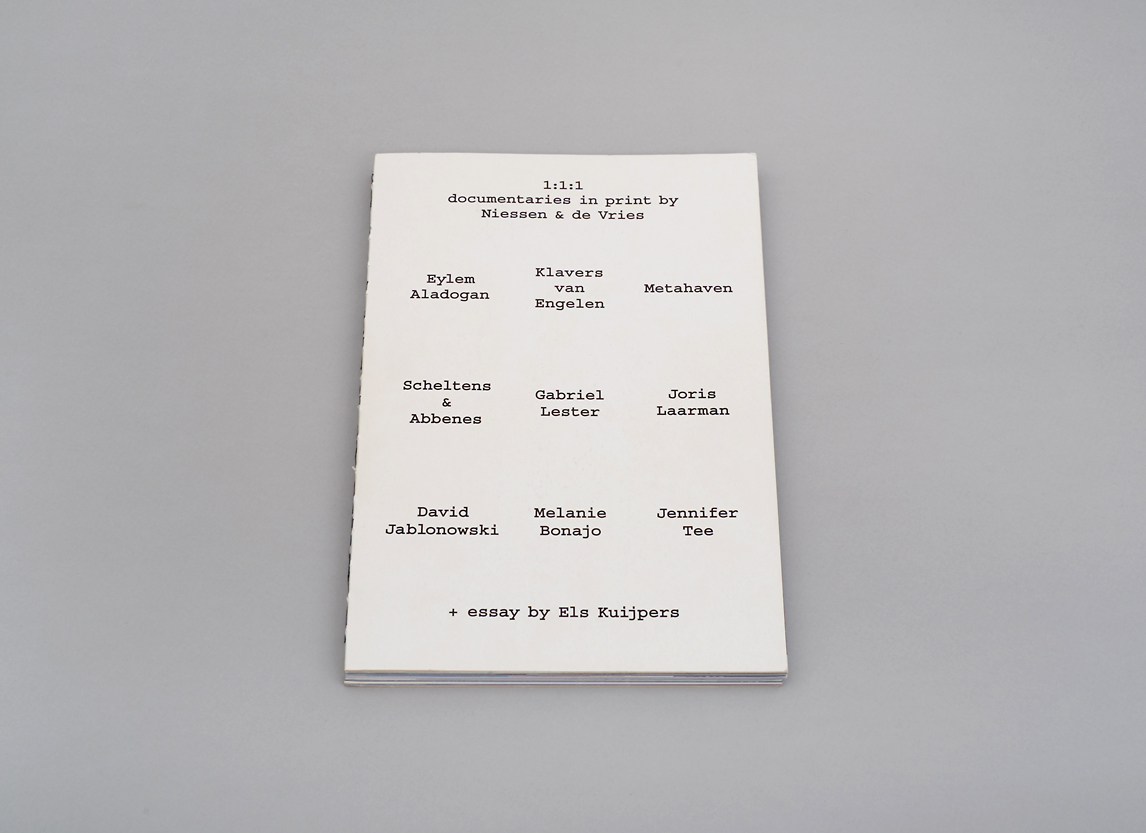 1:1:1
documentaries in print by
Niessen & de Vries
Eylem
Aladogan
Klavers
van
Engelen
Metahaven
Scheltens
&
Abbenes
Gabriel
Lester
Joris
Laarman
David
Jablonowski
Melanie
Bonajo
Jennifer
Tee
+ essay by Els Kuijpers